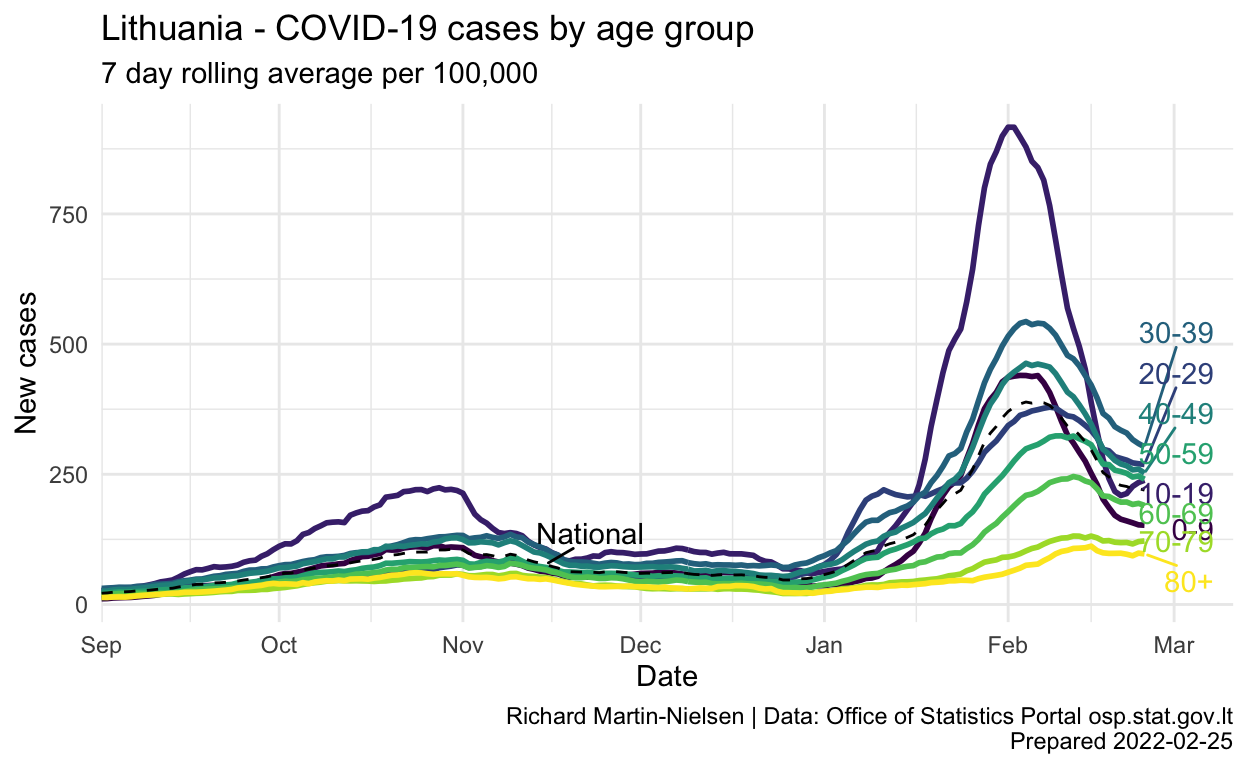 Lithuania - COVID-19 cases by age group
7 day rolling average per 100,000
New cases
750
500
250
0
30-39
20-29
40-49
50-59
10-19
60-69
0-9
70-79
80+
National
Sep Oct Nov Dec Jan Feb Mar
Date
Richard Martin-Nielsen | Data: Office of Statistics Portal osp.stat.gov.lt
Prepared 2022-02-25